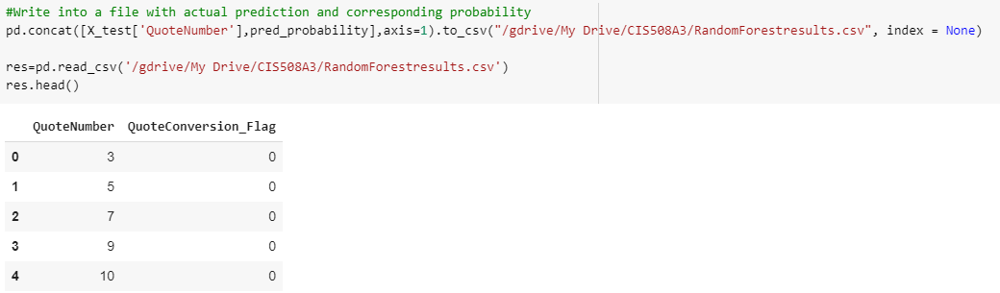 #Write into a file with actual prediction and corresponding probability
pd.concat([X_test['QuoteNumber'],pred_probability],axis=1).to_csv("/gdrive/My Drive/CIS508A3/RandomForestresults.csv", index = None)
res=pd.read_csv('/gdrive/My Drive/CIS508A3/RandomForestresults.csv')
res.head()
QuoteNumber QuoteConversion_Flag
0 3 0
1 5 0
2 7 0
3 9 0
4 10 0